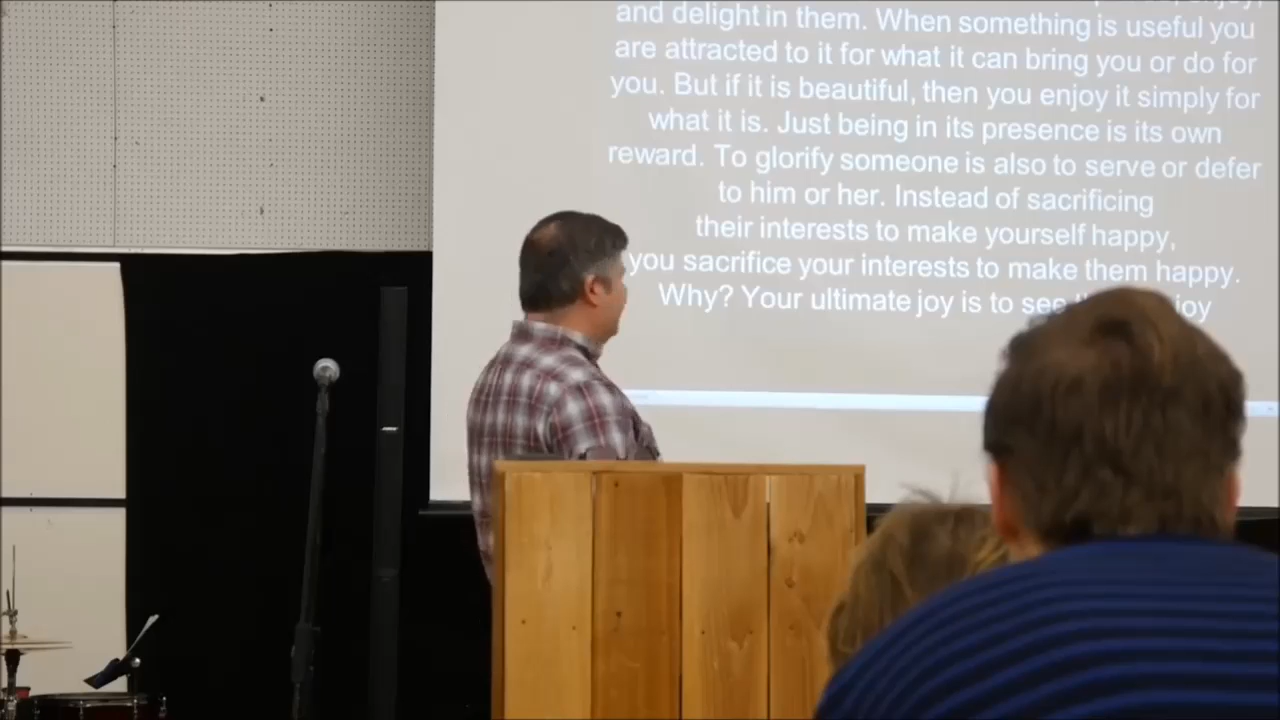 and delight in them. When something is useful you
are attracted to it for what it can bring you or do for
you. But if it is beautiful, then you enjoy it simply for
what it is. Just being in its presence is its own
reward. To glorify someone is also to serve or defer
to him or her. Instead of sacrificing
their interests to make yourself happy,
you sacrifice your interests to make them happy.
Why? Your ultimate joy is to see joy